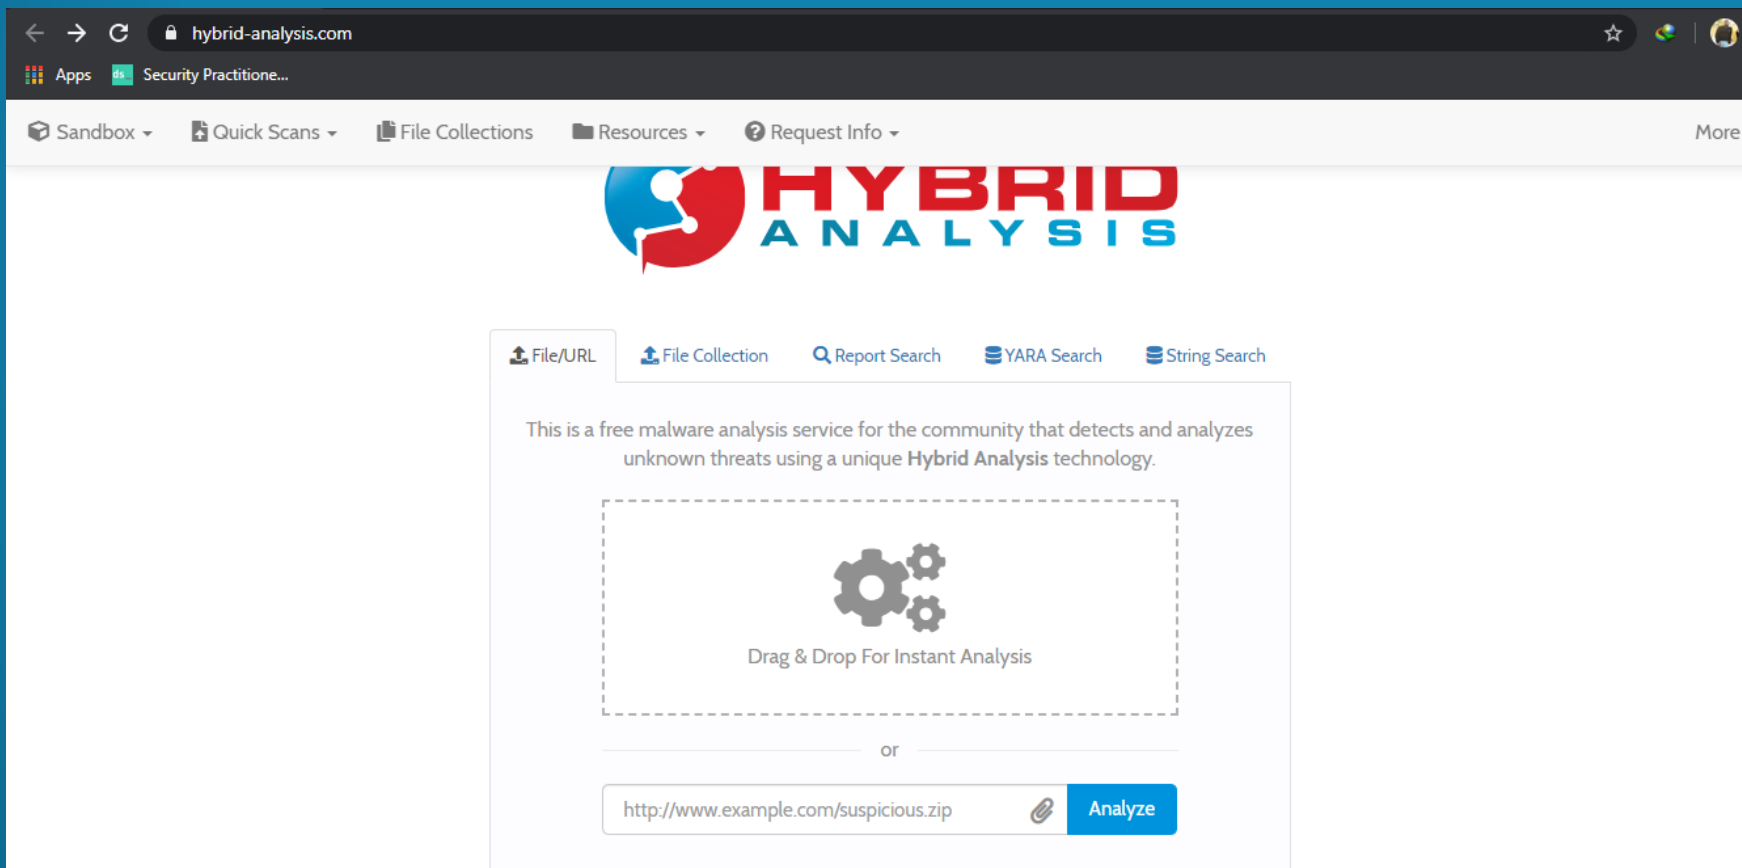 hybrid-analysis.com
Apps ds_ Security Practitione...
Sandbox Quick Scans File Collections Resources Request Info More
HYBRID
ANALYSIS
File/URL File Collection Report Search YARA Search String Search
This is a free malware analysis service for the community that detects and analyzes
unknown threats using a unique Hybrid Analysis technology.
Drag & Drop For Instant Analysis
or
http://www.example.com/suspicious.zip Analyze